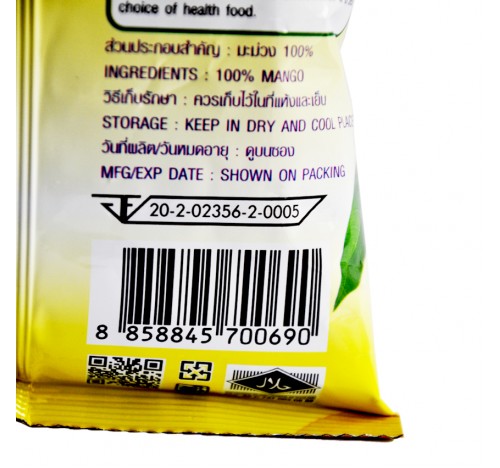 choice of health food.
ส่วนประกอบสำคัญ : มะม่วง 100%
INGREDIENTS : 100% MANGO
วิธีเก็บรักษา : ควรเก็บไว้ในที่แห้งและเย็น
STORAGE : KEEP IN DRY AND COOL PLACE
วันที่ผลิต/วันหมดอายุ : ดูบนซอง
MFG/EXP DATE : SHOWN ON PACKING
20-2-02356-2-0005
8 858845 700690
حلال